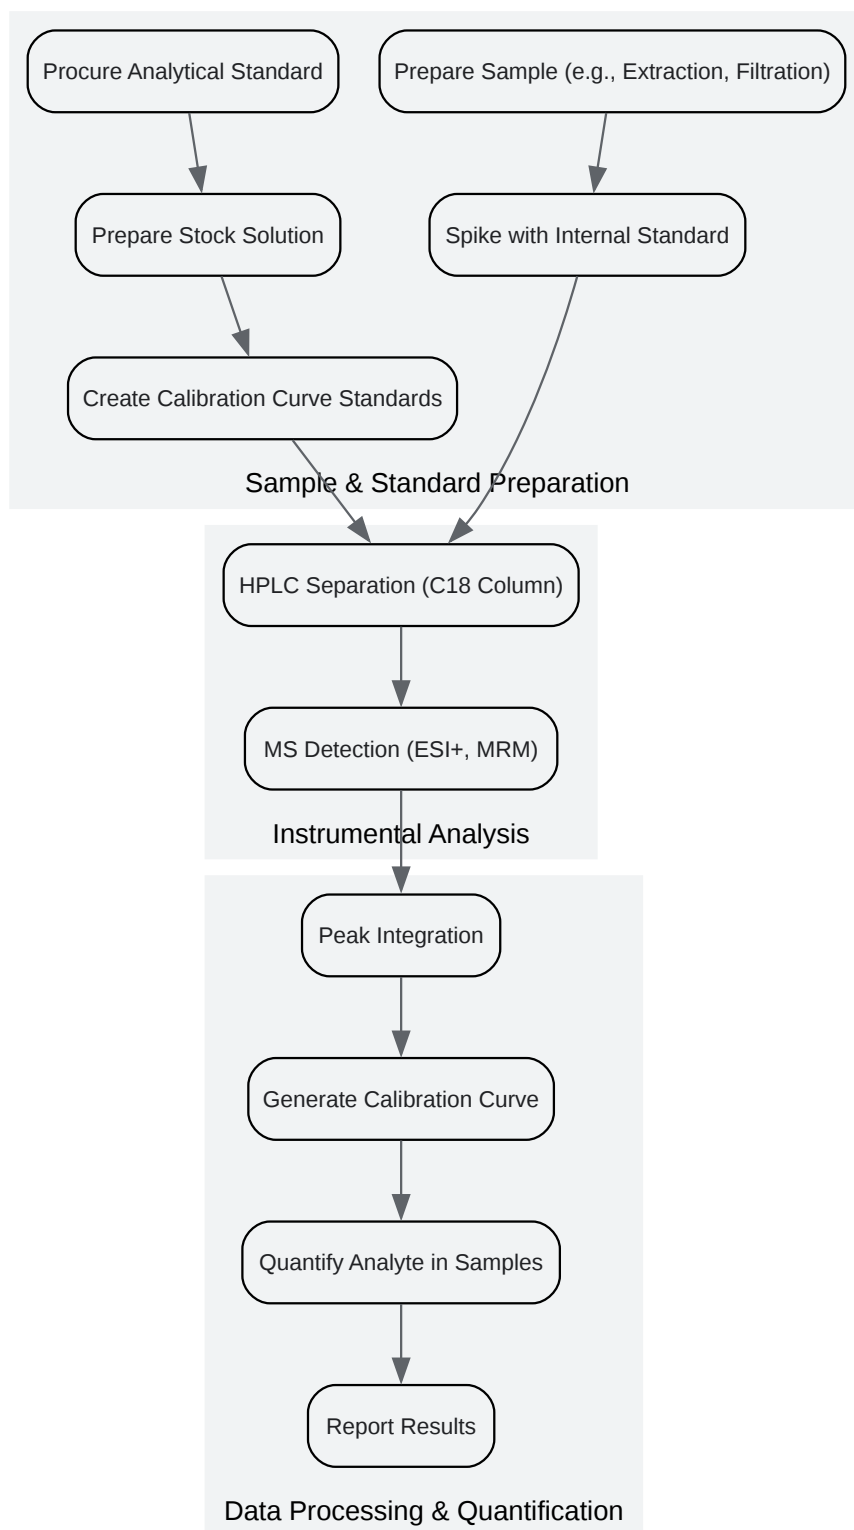 Procure Analytical Standard
Prepare Sample (e.g., Extraction, Filtration)
Prepare Stock Solution
Spike with Internal Standard
Create Calibration Curve Standards
Sample & Standard Preparation
HPLC Separation (C18 Column)
MS Detection (ESI+, MRM)
Instrumental Analysis
Peak Integration
Generate Calibration Curve
Quantify Analyte in Samples
Report Results
Data Processing & Quantification